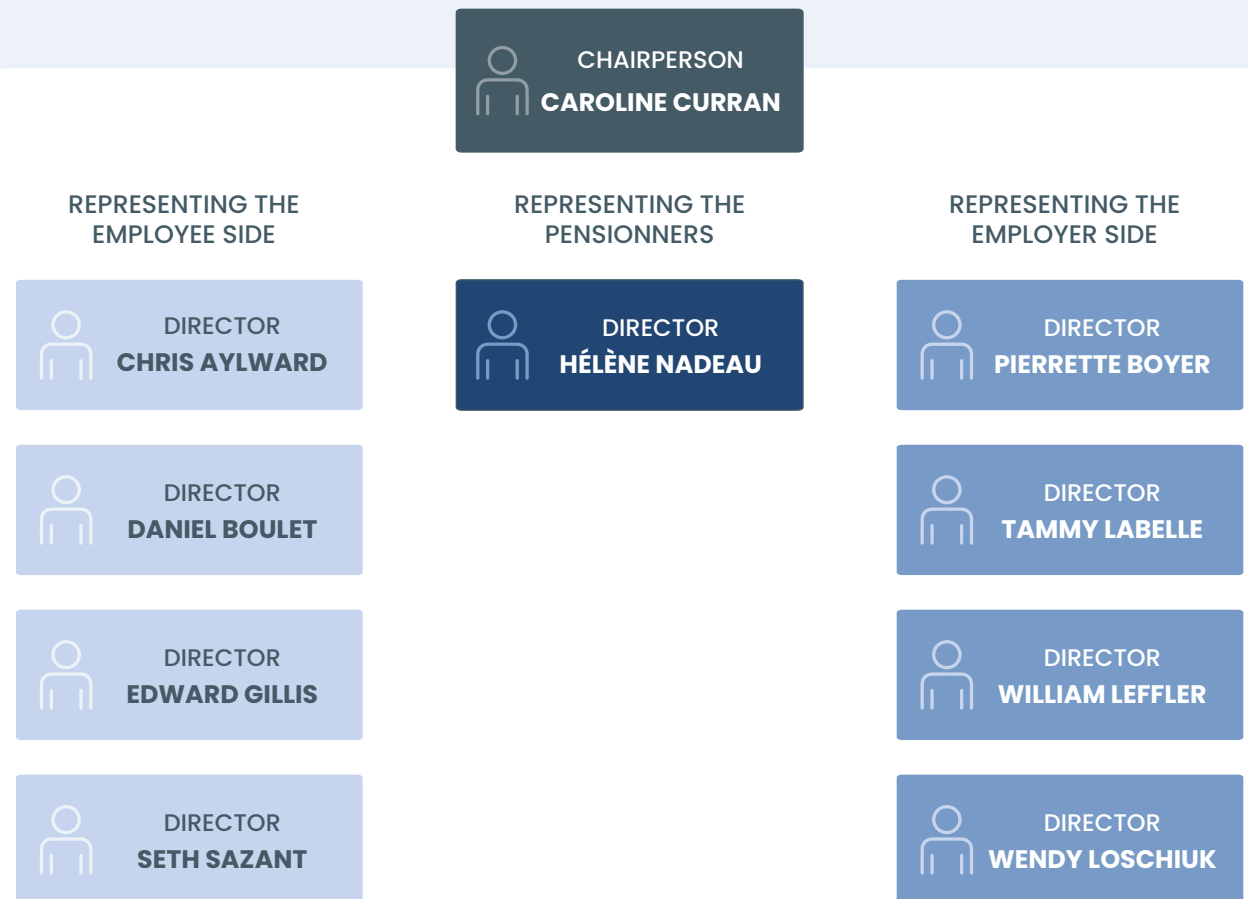 CHAIRPERSON
CAROLINE CURRAN
REPRESENTING THE
EMPLOYEE SIDE
DIRECTOR
CHRIS AYLWARD
DIRECTOR
DANIEL BOULET
DIRECTOR
EDWARD GILLIS
DIRECTOR
SETH SAZANT
REPRESENTING THE
PENSIONNERS
DIRECTOR
HÉLÈNE NADEAU
REPRESENTING THE
EMPLOYER SIDE
DIRECTOR
PIERRETTE BOYER
DIRECTOR
TAMMY LABELLE
DIRECTOR
WILLIAM LEFFLER
DIRECTOR
WENDY LOSCHIUK